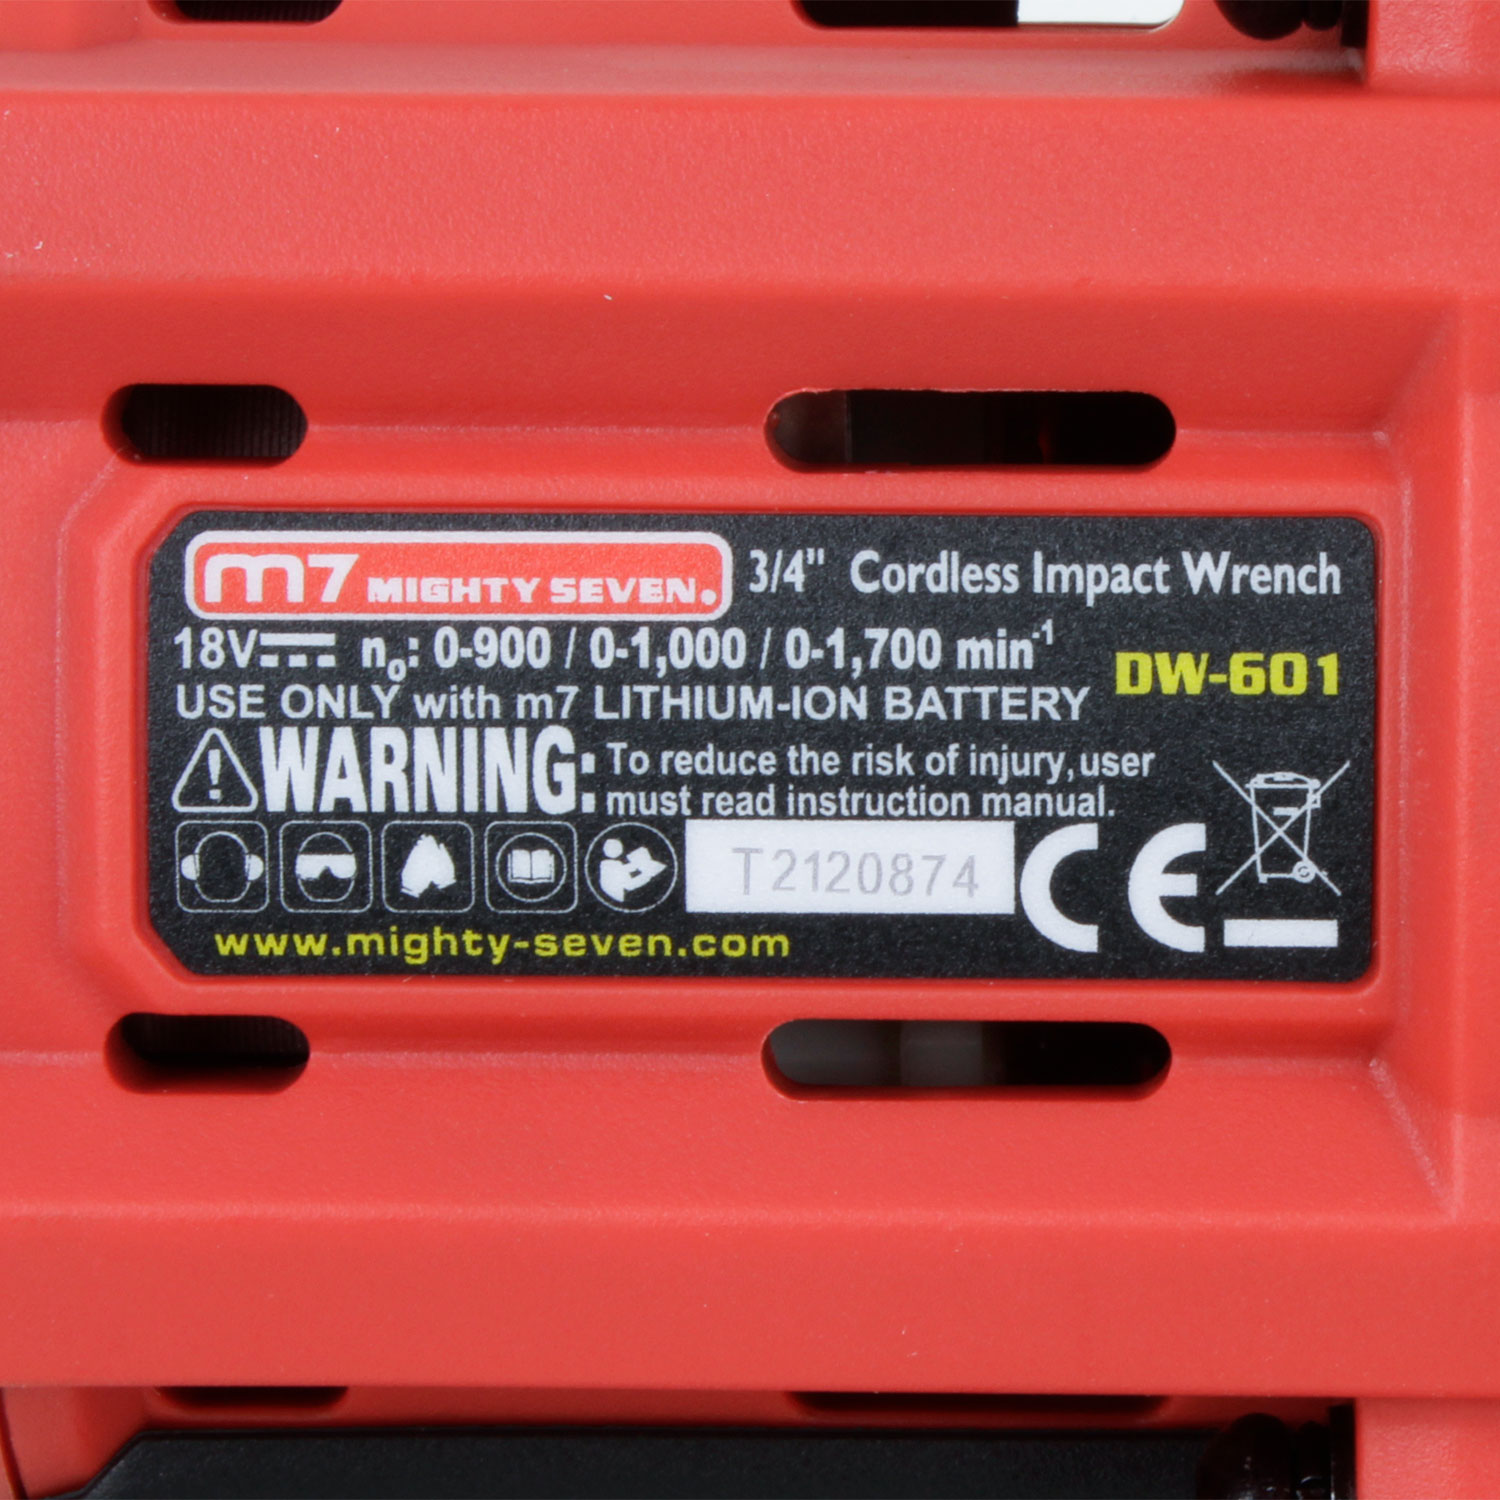 m7 MIGHTY SEVEN. 3/4" Cordless Impact Wrench
18V n₀: 0-900 / 0-1,000 / 0-1,700 min⁻¹
DW-601
USE ONLY with m7 LITHIUM-ION BATTERY
WARNING: To reduce the risk of injury, user
must read instruction manual.
T2120874
CE
www.mighty-seven.com